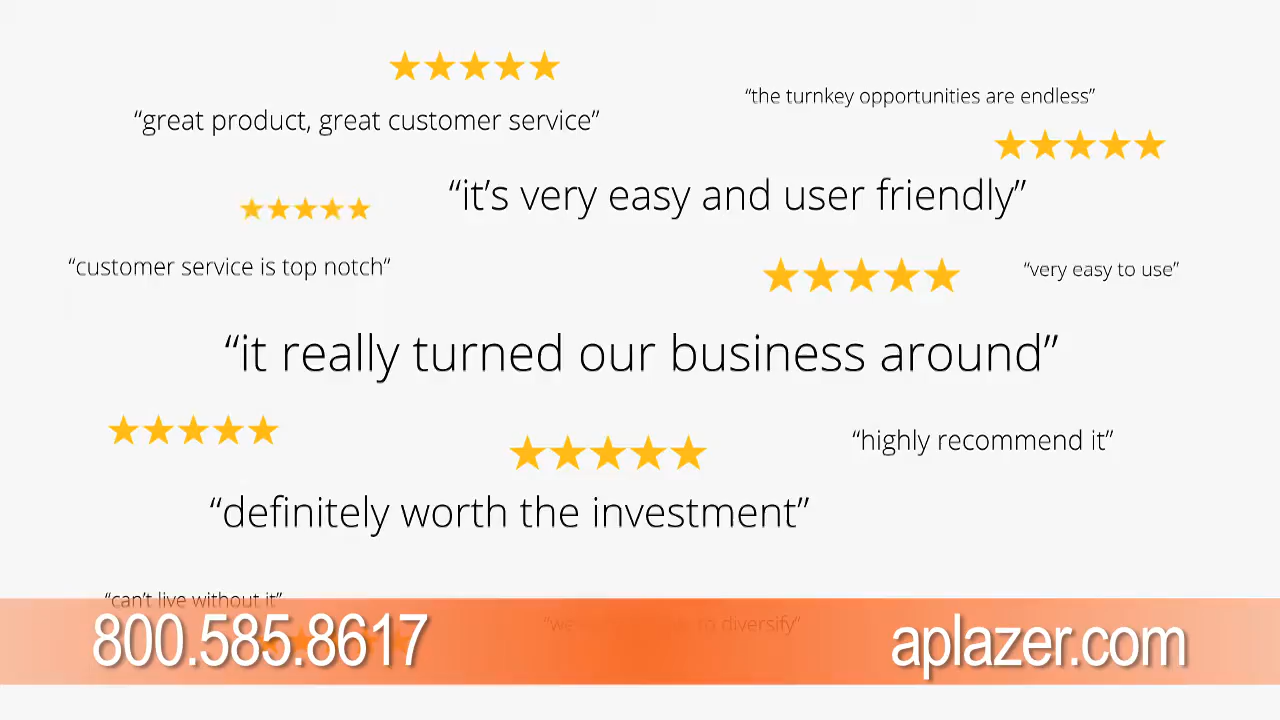 “great product, great customer service”
“the turnkey opportunities are endless”
“it’s very easy and user friendly”
“customer service is top notch”
“very easy to use”
“it really turned our business around”
“highly recommend it”
“definitely worth the investment”
“can’t live without it”
to diversify”
800.585.8617
aplazer.com